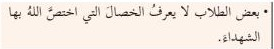 • بعض الطلاب لا يعرفُ الخصالَ التي اختصَّ اللهُ بها
الشهداءَ.